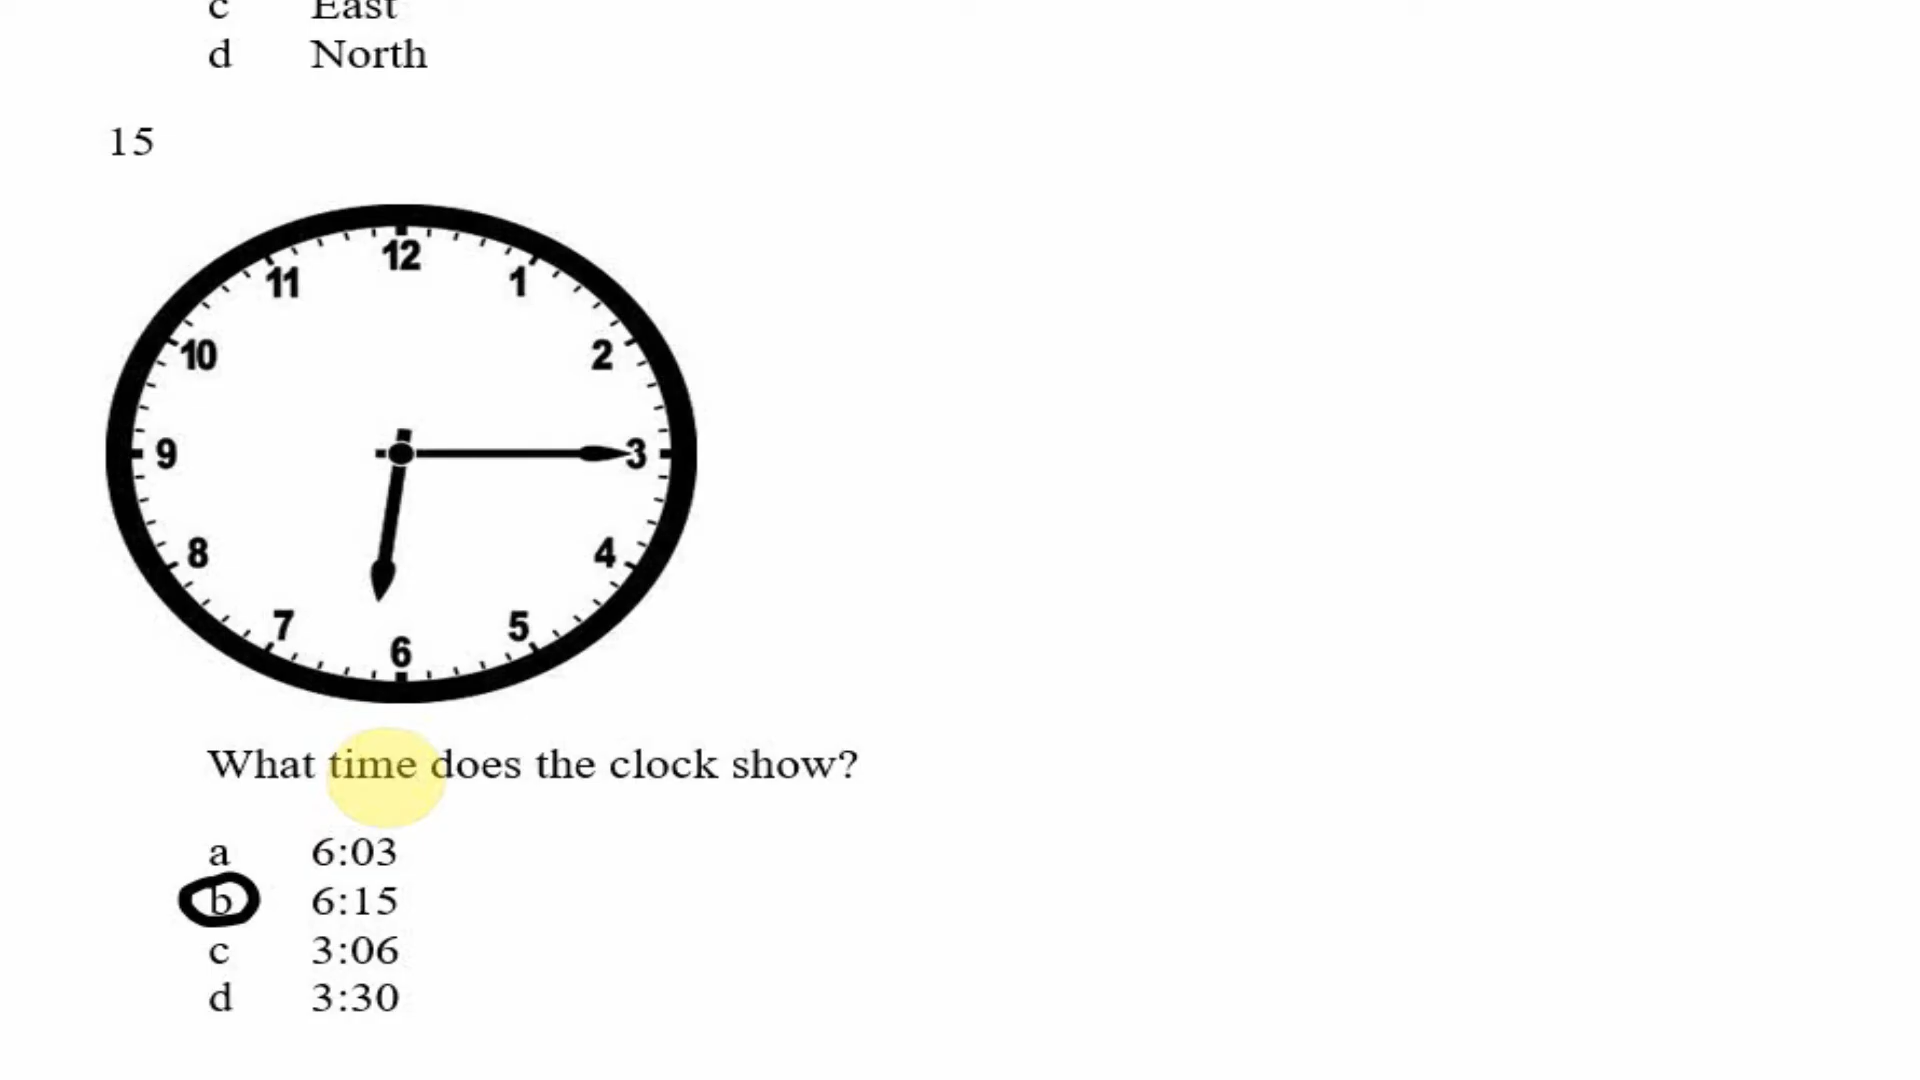 c East
d North
15
12
11 1
10 2
9 3
8 4
7 5
6
What time does the clock show?
a 6:03
b 6:15
c 3:06
d 3:30